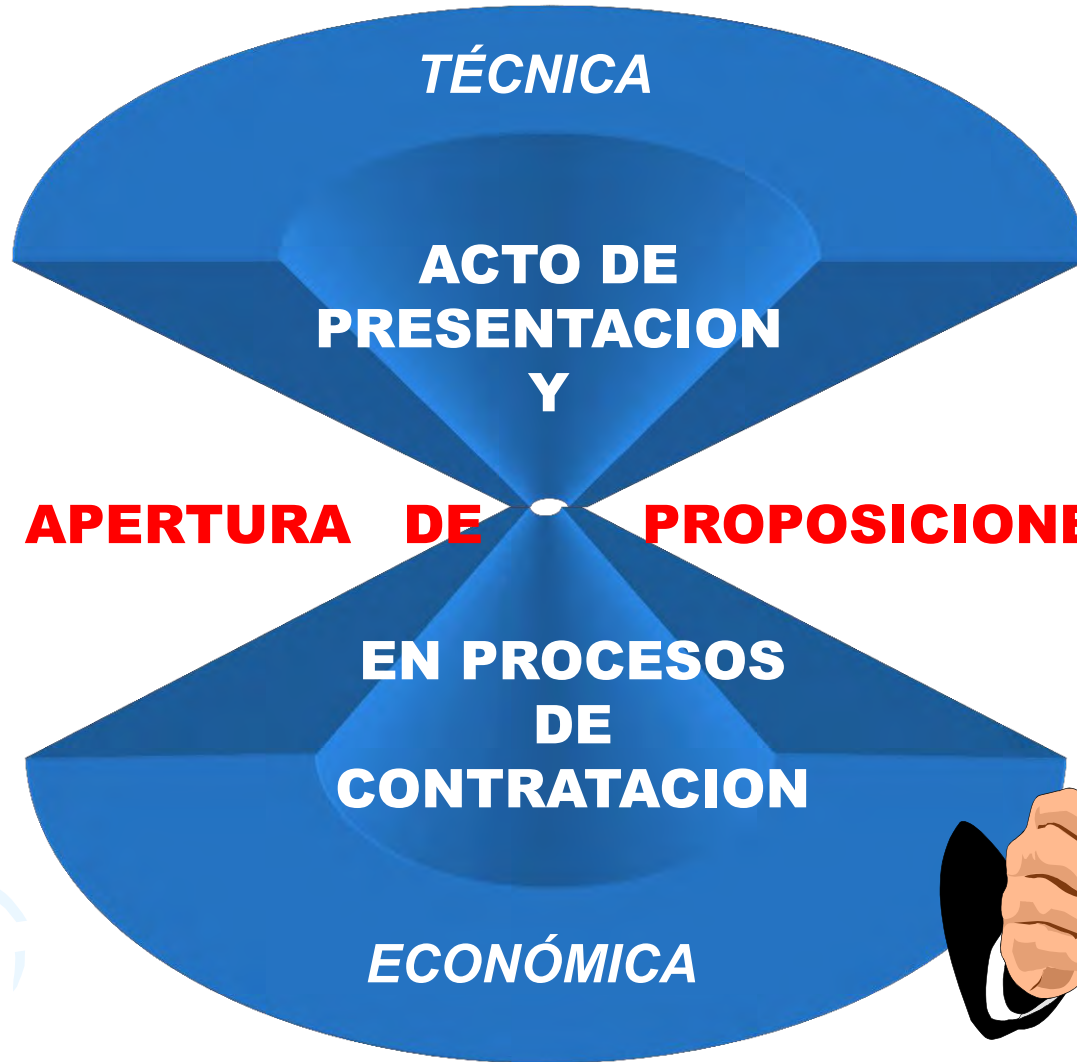 TÉCNICA
ACTO DE
PRESENTACION
Y
APERTURA DE PROPOSICIONE
EN PROCESOS
DE
CONTRATACION
ECONÓMICA